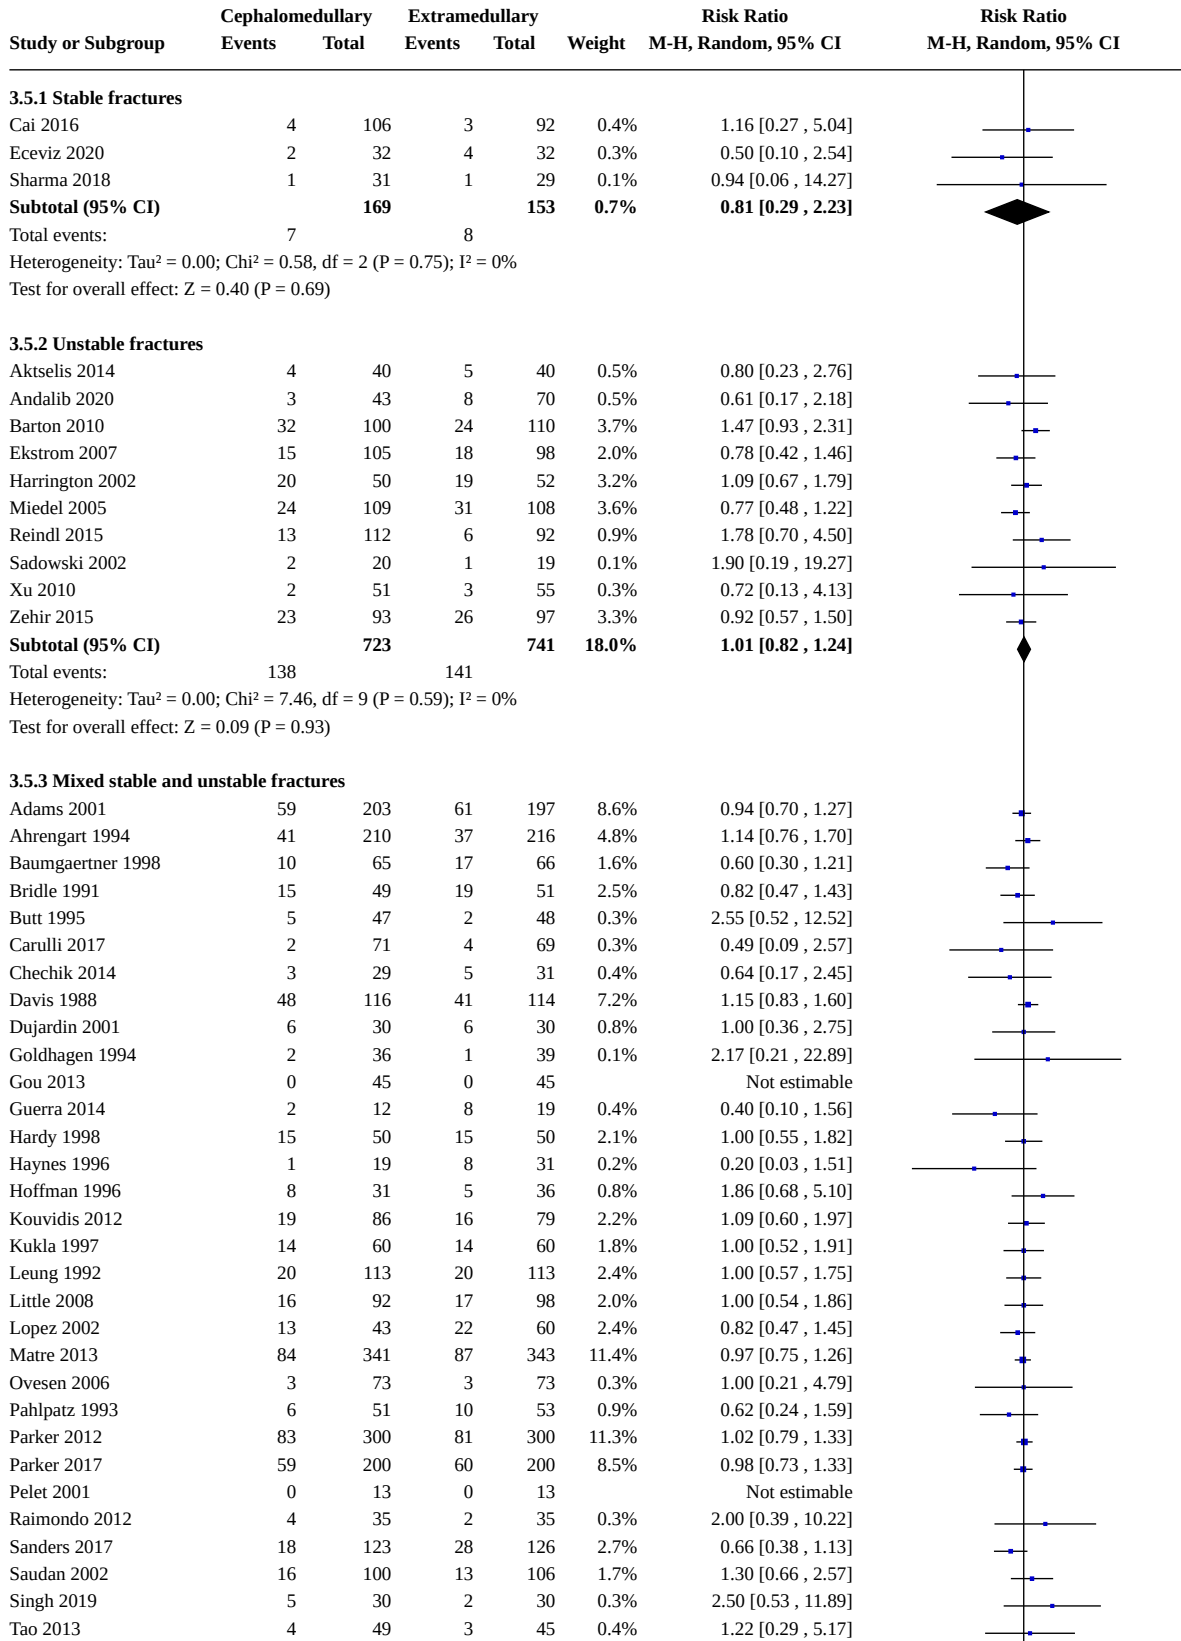 Cephalomedullary Extramedullary Risk Ratio Risk Ratio
Study or Subgroup Events Total Events Total Weight M-H, Random, 95% CI M-H, Random, 95% CI
3.5.1 Stable fractures
Cai 2016 4 106 3 92 0.4% 1.16 [0.27 , 5.04]
Eceviz 2020 2 32 4 32 0.3% 0.50 [0.10 , 2.54]
Sharma 2018 1 31 1 29 0.1% 0.94 [0.06 , 14.27]
Subtotal (95% CI) 169 153 0.7% 0.81 [0.29 , 2.23]
Total events: 7 8
Heterogeneity: Tau² = 0.00; Chi² = 0.58, df = 2 (P = 0.75); I² = 0%
Test for overall effect: Z = 0.40 (P = 0.69)
3.5.2 Unstable fractures
Aktselis 2014 4 40 5 40 0.5% 0.80 [0.23 , 2.76]
Andalib 2020 3 43 8 70 0.5% 0.61 [0.17 , 2.18]
Barton 2010 32 100 24 110 3.7% 1.47 [0.93 , 2.31]
Ekstrom 2007 15 105 18 98 2.0% 0.78 [0.42 , 1.46]
Harrington 2002 20 50 19 52 3.2% 1.09 [0.67 , 1.79]
Miedel 2005 24 109 31 108 3.6% 0.77 [0.48 , 1.22]
Reindl 2015 13 112 6 92 0.9% 1.78 [0.70 , 4.50]
Sadowski 2002 2 20 1 19 0.1% 1.90 [0.19 , 19.27]
Xu 2010 2 51 3 55 0.3% 0.72 [0.13 , 4.13]
Zehir 2015 23 93 26 97 3.3% 0.92 [0.57 , 1.50]
Subtotal (95% CI) 723 741 18.0% 1.01 [0.82 , 1.24]
Total events: 138 141
Heterogeneity: Tau² = 0.00; Chi² = 7.46, df = 9 (P = 0.59); I² = 0%
Test for overall effect: Z = 0.09 (P = 0.93)
3.5.3 Mixed stable and unstable fractures
Adams 2001 59 203 61 197 8.6% 0.94 [0.70 , 1.27]
Ahrengart 1994 41 210 37 216 4.8% 1.14 [0.76 , 1.70]
Baumgaertner 1998 10 65 17 66 1.6% 0.60 [0.30 , 1.21]
Bridle 1991 15 49 19 51 2.5% 0.82 [0.47 , 1.43]
Butt 1995 5 47 2 48 0.3% 2.55 [0.52 , 12.52]
Carulli 2017 2 71 4 69 0.3% 0.49 [0.09 , 2.57]
Chechik 2014 3 29 5 31 0.4% 0.64 [0.17 , 2.45]
Davis 1988 48 116 41 114 7.2% 1.15 [0.83 , 1.60]
Dujardin 2001 6 30 6 30 0.8% 1.00 [0.36 , 2.75]
Goldhagen 1994 2 36 1 39 0.1% 2.17 [0.21 , 22.89]
Gou 2013 0 45 0 45 Not estimable
Guerra 2014 2 12 8 19 0.4% 0.40 [0.10 , 1.56]
Hardy 1998 15 50 15 50 2.1% 1.00 [0.55 , 1.82]
Haynes 1996 1 19 8 31 0.2% 0.20 [0.03 , 1.51]
Hoffman 1996 8 31 5 36 0.8% 1.86 [0.68 , 5.10]
Kouvidis 2012 19 86 16 79 2.2% 1.09 [0.60 , 1.97]
Kukla 1997 14 60 14 60 1.8% 1.00 [0.52 , 1.91]
Leung 1992 20 113 20 113 2.4% 1.00 [0.57 , 1.75]
Little 2008 16 92 17 98 2.0% 1.00 [0.54 , 1.86]
Lopez 2002 13 43 22 60 2.4% 0.82 [0.47 , 1.45]
Matre 2013 84 341 87 343 11.4% 0.97 [0.75 , 1.26]
Ovesen 2006 3 73 3 73 0.3% 1.00 [0.21 , 4.79]
Pahlpatz 1993 6 51 10 53 0.9% 0.62 [0.24 , 1.59]
Parker 2012 83 300 81 300 11.3% 1.02 [0.79 , 1.33]
Parker 2017 59 200 60 200 8.5% 0.98 [0.73 , 1.33]
Pelet 2001 0 13 0 13 Not estimable
Raimondo 2012 4 35 2 35 0.3% 2.00 [0.39 , 10.22]
Sanders 2017 18 123 28 126 2.7% 0.66 [0.38 , 1.13]
Saudan 2002 16 100 13 106 1.7% 1.30 [0.66 , 2.57]
Singh 2019 5 30 2 30 0.3% 2.50 [0.53 , 11.89]
Tao 2013 4 49 3 45 0.4% 1.22 [0.29 , 5.17]